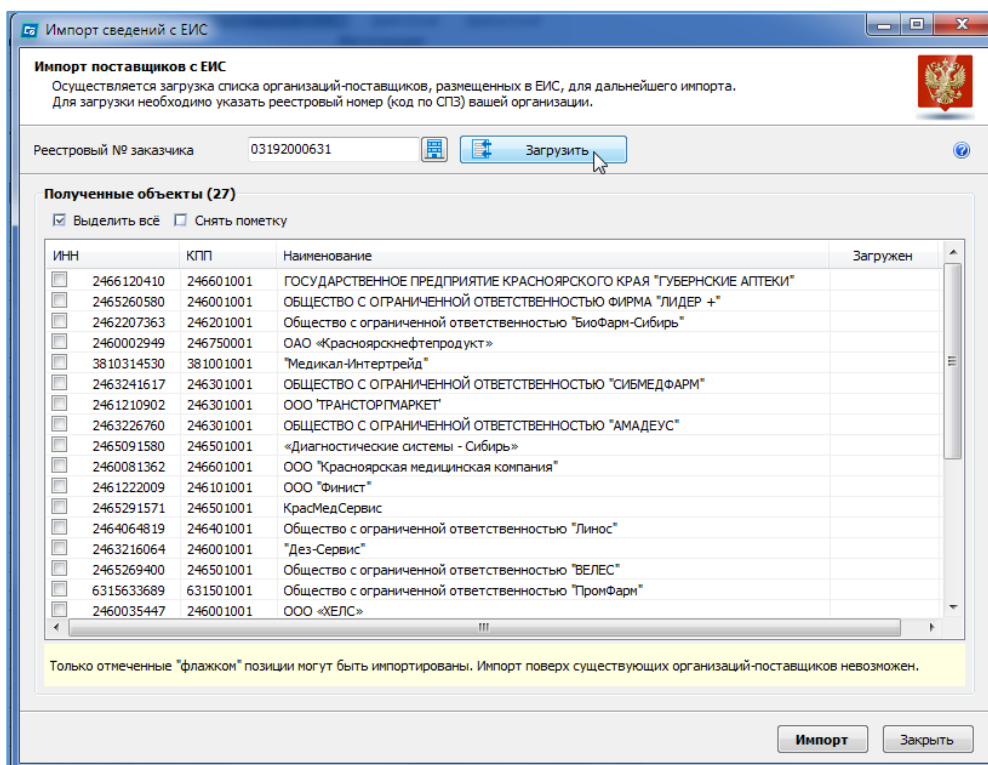 Импорт сведений с ЕИС
Импорт поставщиков с ЕИС
Осуществляется загрузка списка организаций-поставщиков, размещенных в ЕИС, для дальнейшего импорта.
Для загрузки необходимо указать реестровый номер (код по СПЗ) вашей организации.
Реестровый № заказчика 03192000631 Загрузить
Полученные объекты (27)
Выделить всё Снять пометку
ИНН КПП Наименование Загружен
2466120410 246601001 ГОСУДАРСТВЕННОЕ ПРЕДПРИЯТИЕ КРАСНОЯРСКОГО КРАЯ "ГУБЕРНСКИЕ АПТЕКИ"
2465260580 246001001 ОБЩЕСТВО С ОГРАНИЧЕННОЙ ОТВЕТСТВЕННОСТЬЮ ФИРМА "ЛИДЕР +"
2462207363 246201001 Общество с ограниченной ответственностью "БиоФарм-Сибирь"
2460002949 246750001 ОАО «Красноярскнефтепродукт»
3810314530 381001001 "Медикал-Интертрейд"
2463241617 246301001 ОБЩЕСТВО С ОГРАНИЧЕННОЙ ОТВЕТСТВЕННОСТЬЮ "СИБМЕДФАРМ"
2461210902 246301001 ООО 'ТРАНСТОРГМАРКЕТ'
2463226760 246301001 ОБЩЕСТВО С ОГРАНИЧЕННОЙ ОТВЕТСТВЕННОСТЬЮ "АМАДЕУС"
2465091580 246501001 «Диагностические системы - Сибирь»
2460081362 246601001 ООО "Красноярская медицинская компания"
2461222009 246101001 ООО "Финист"
2465291571 246501001 КрасМедСервис
2464064819 246401001 Общество с ограниченной ответственностью "Линос"
2463216064 246001001 "Дез-Сервис"
2465269400 246501001 Общество с ограниченной ответственностью "ВЕЛЕС"
6315633689 631501001 Общество с ограниченной ответственностью "ПромФарм"
2460035447 246001001 ООО «ХЕЛС»
Только отмеченные "флажком" позиции могут быть импортированы. Импорт поверх существующих организаций-поставщиков невозможен.
Импорт Закрыть